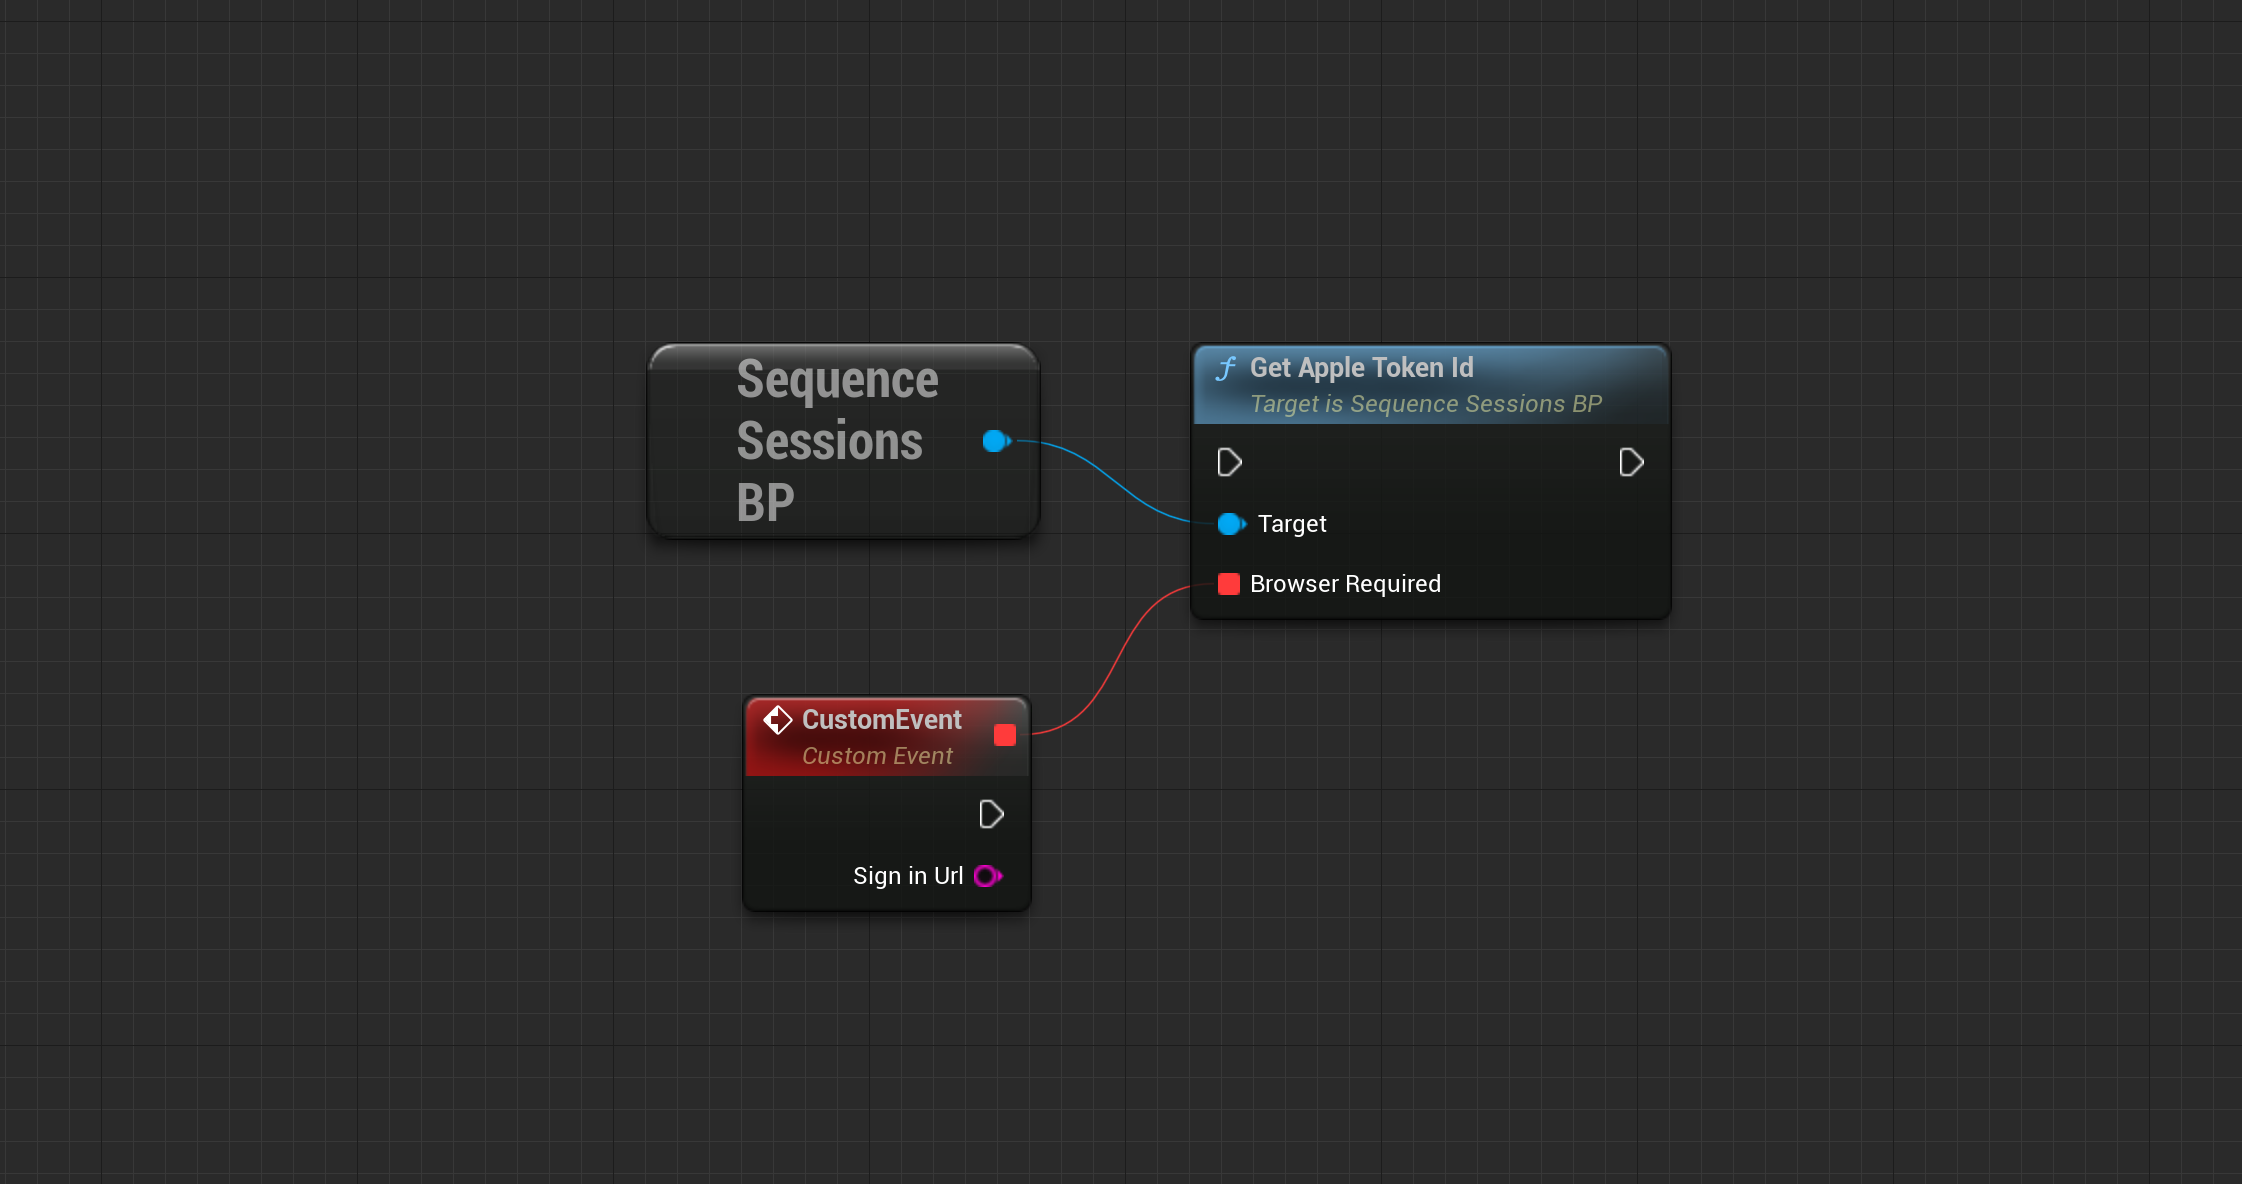 Sequence
Sessions
BP
Get Apple Token Id
Target is Sequence Sessions BP
Target
Browser Required
CustomEvent
Custom Event
Sign in Url